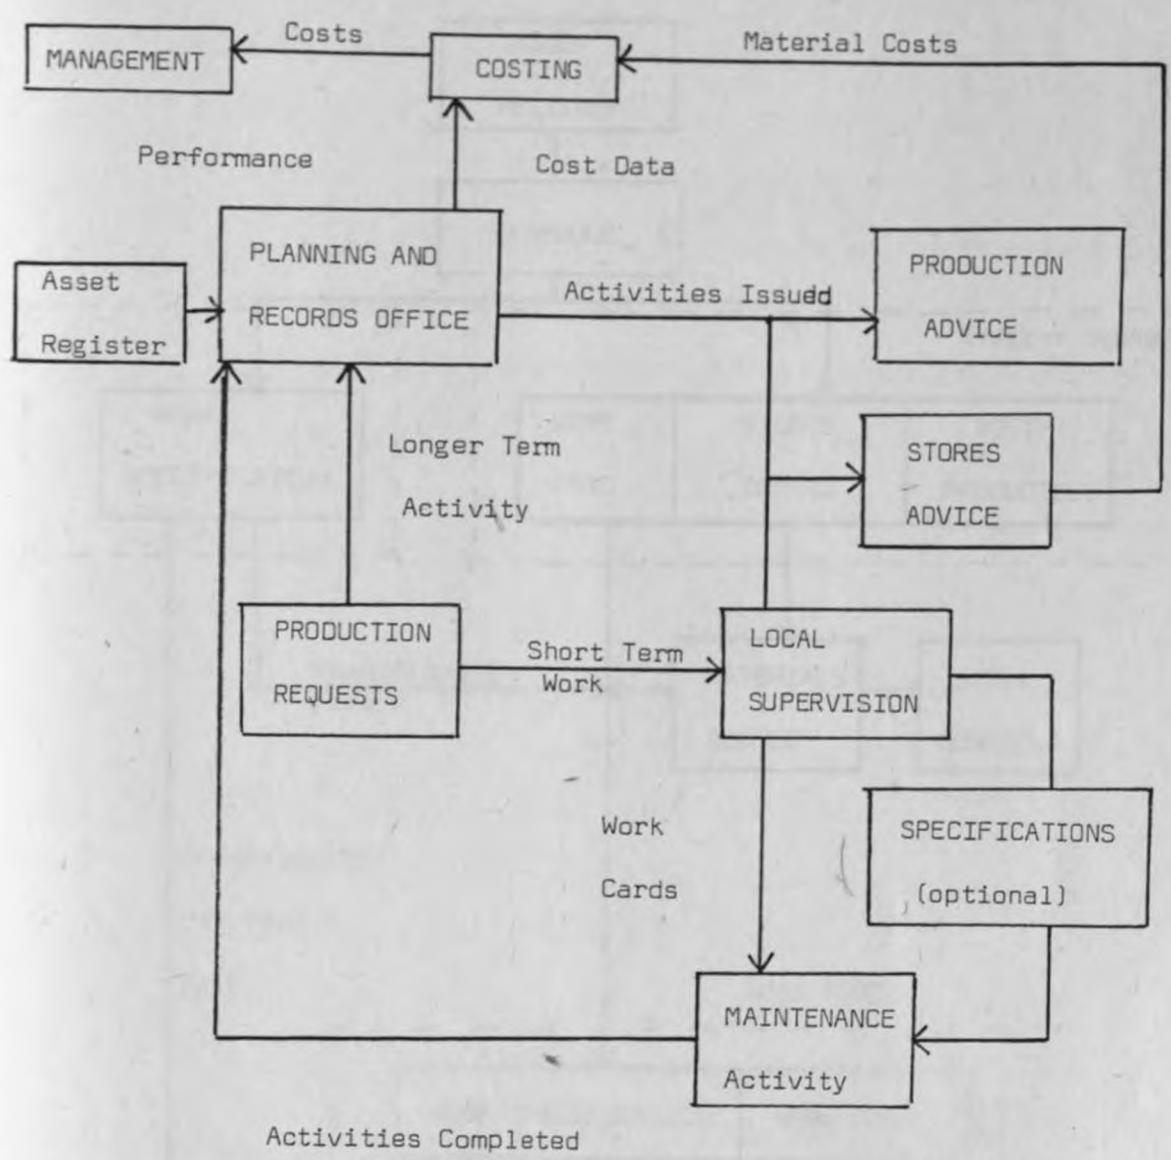 Costs
Material Costs
MANAGEMENT
COSTING
Performance
Cost Data
PLANNING AND
RECORDS OFFICE
Asset
Register
Activities Issued
PRODUCTION
ADVICE
Longer Term
Activity
STORES
ADVICE
PRODUCTION
REQUESTS
Short Term
Work
LOCAL
SUPERVISION
Work
Cards
SPECIFICATIONS
(optional)
MAINTENANCE
Activity
Activities Completed